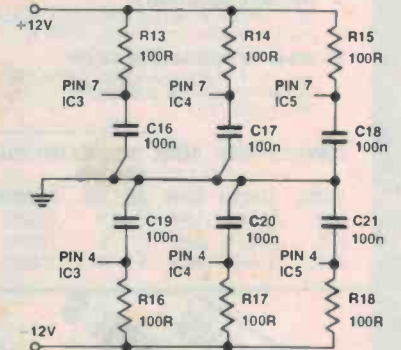 +12V
R13
100R
R14
100R
R15
100R
PIN 7
IC3
PIN 7
IC4
PIN 7
IC5
C16
100n
C17
100n
C18
100n
C19
100n
C20
100n
C21
100n
PIN 4
IC3
PIN 4
IC4
PIN 4
IC5
R16
100R
R17
100R
R18
100R
-12V